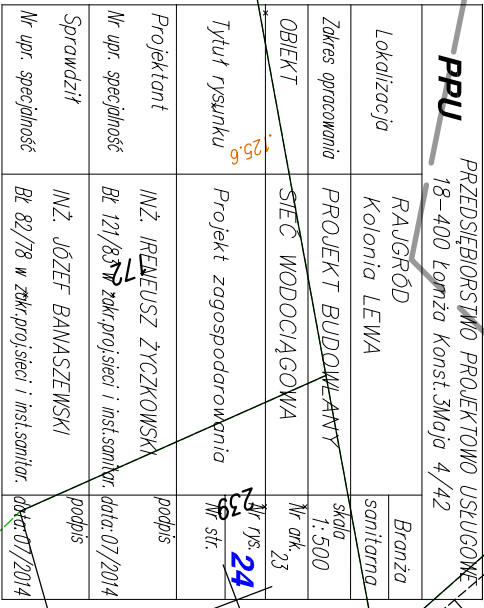 PPU PRZEDSIĘBIORSTWO PROJEKTOWO USŁUGOWE
18-400 Łomża Konst.3Maja 4/42
Lokalizacja
RAJGRÓD
Kolonia LEWA
Branża
sanitarna
Zakres opracowania
PROJEKT BUDOWLANY
skala
1:500
OBIEKT
SIEĆ WODOCIĄGOWA
Nr ark.
23
Tytuł rysunku
Projekt zagospodarowania
Nr rys.
Nr str.
24
239
125.6
Projektant
INŻ. IRENEUSZ ŻYCZKOWSKI
podpis
Nr upr. specjalność
BŁ 121/83 w zakr.proj.sieci i inst.sanitar.
data:07/2014
172
Sprawdził
INŻ. JÓZEF BANASZEWSKI
podpis
Nr upr. specjalność
BŁ 82/78 w zakr.proj.sieci i inst.sanitar.
data:07/2014